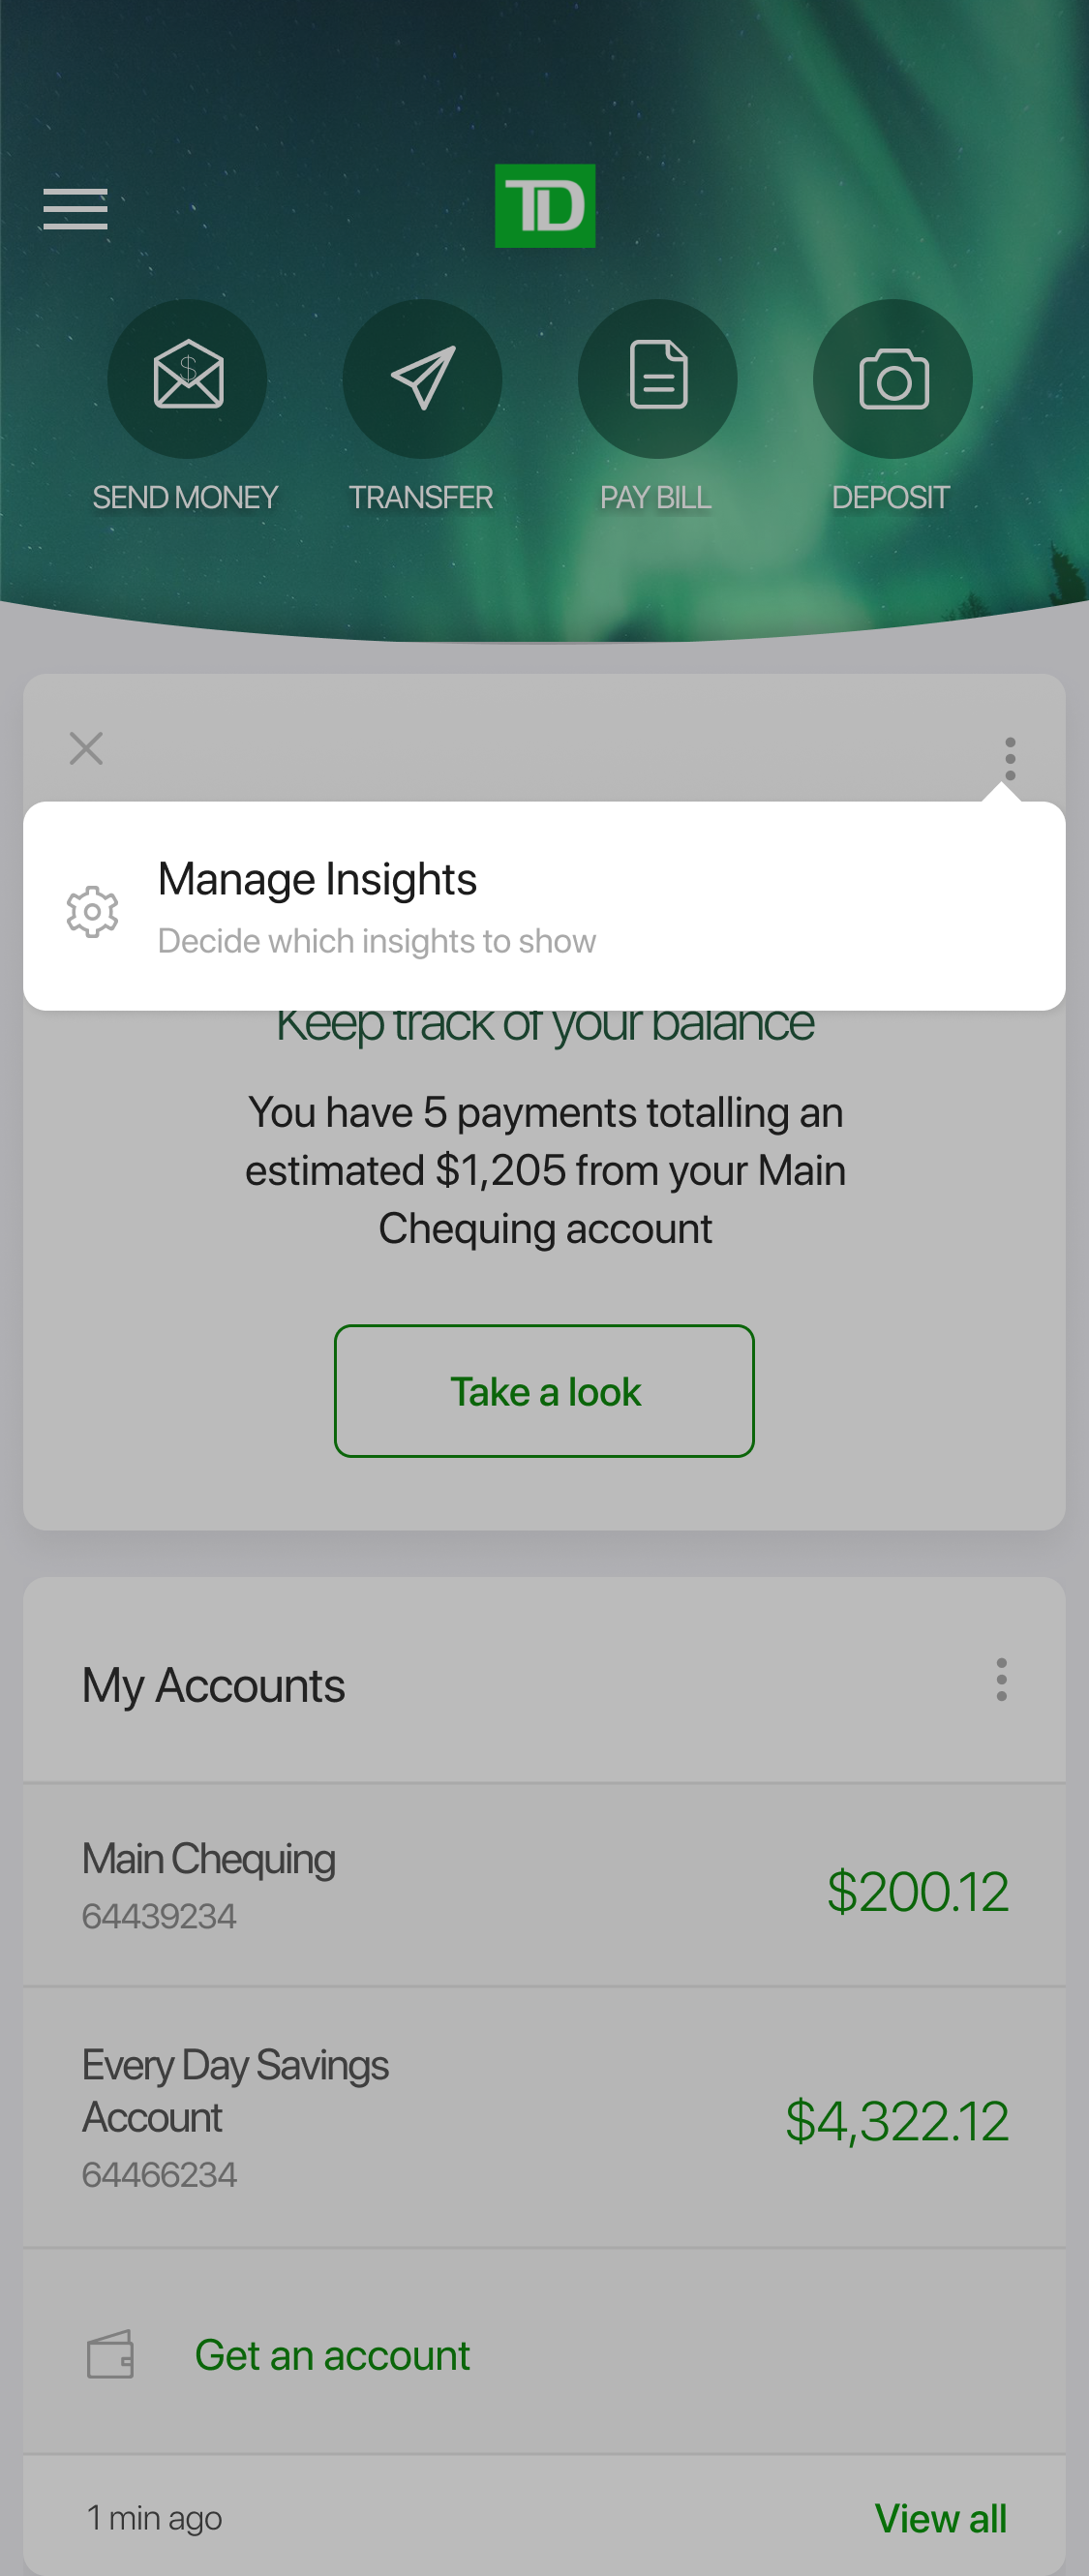 TD
SEND MONEY
TRANSFER
PAY BILL
DEPOSIT
Manage Insights
Decide which insights to show
Keep track of your balance
You have 5 payments totalling an
estimated $1,205 from your Main
Chequing account
Take a look
My Accounts
Main Chequing
64439234
$200.12
Every Day Savings
Account
64466234
$4,322.12
Get an account
1 min ago
View all